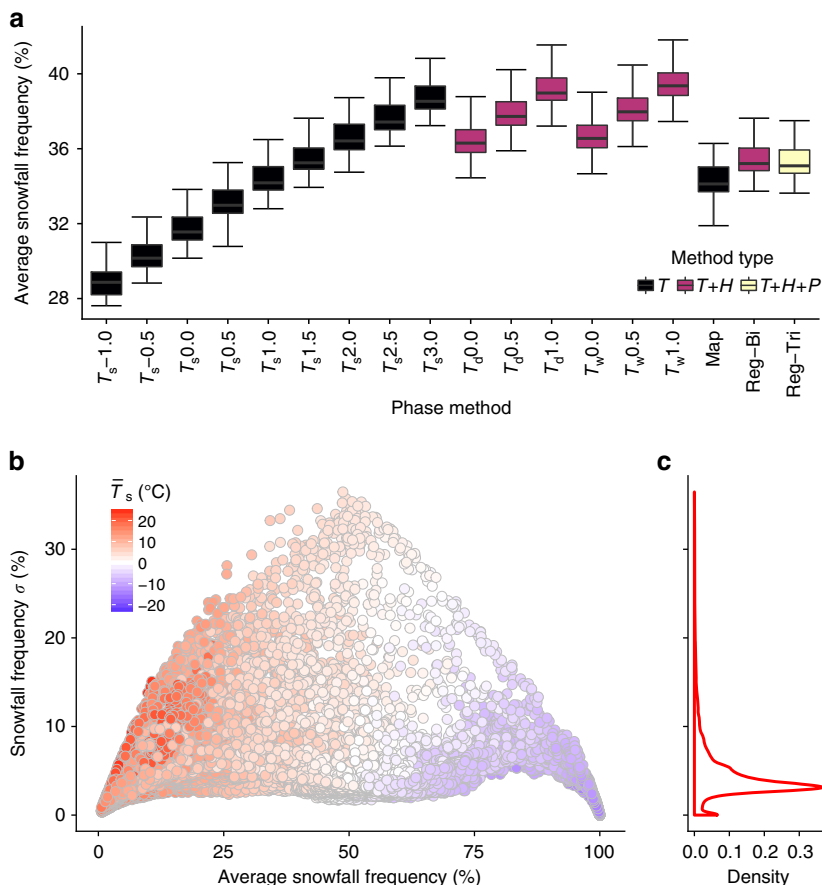 a
Average snowfall frequency (%)
40
36
32
28
Method type
T T+H T+H+P
Ts−1.0
Ts−0.5
Ts0.0
Ts0.5
Ts1.0
Ts1.5
Ts2.0
Ts2.5
Ts3.0
Td0.0
Td0.5
Td1.0
Tw0.0
Tw0.5
Tw1.0
Map
Reg−Bi
Reg−Tri
Phase method
b
T̅s (°C)
20
10
0
−10
−20
Snowfall frequency σ (%)
30
20
10
0
0 25 50 75 100
Average snowfall frequency (%)
c
0.0 0.1 0.2 0.3
Density